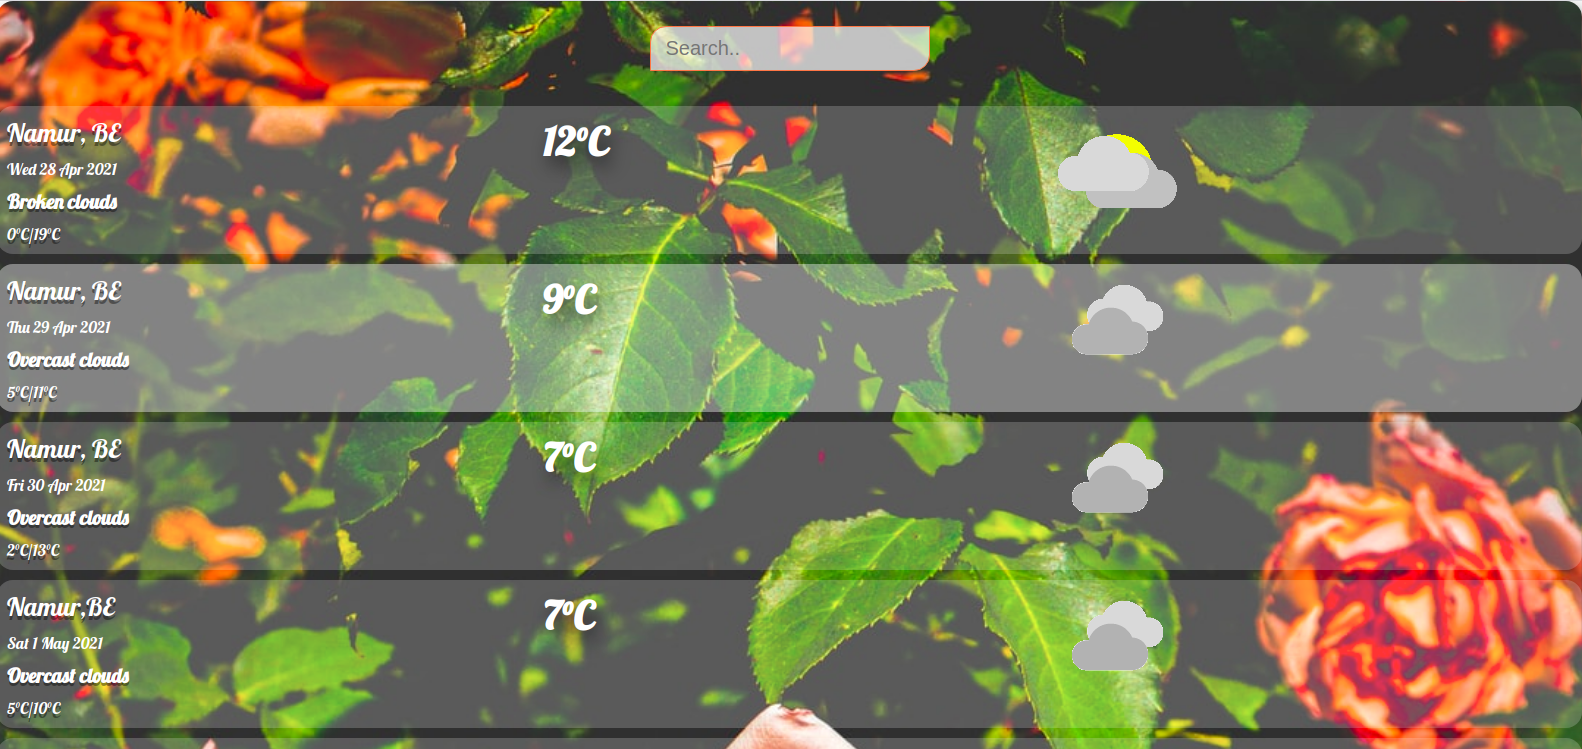 Search..
Namur, BE
12°C
Wed 28 Apr 2021
Broken clouds
0°C/19°C
Namur, BE
9°C
Thu 29 Apr 2021
Overcast clouds
5°C/11°C
Namur, BE
7°C
Fri 30 Apr 2021
Overcast clouds
2°C/13°C
Namur,BE
7°C
Sat 1 May 2021
Overcast clouds
5°C/10°C